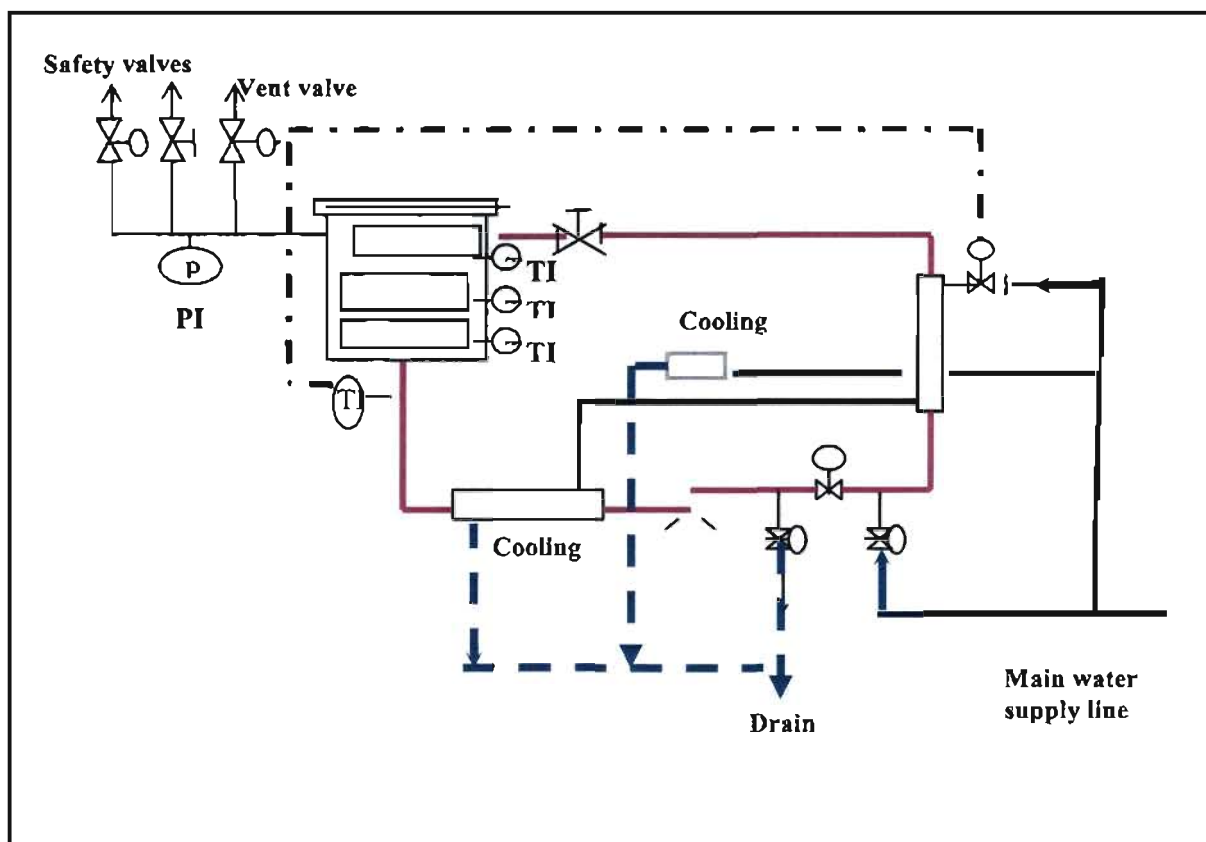 Safety valves
Vent valve
p
PI
TI
TI
TI
TI
Cooling
Cooling
Drain
Main water
supply line